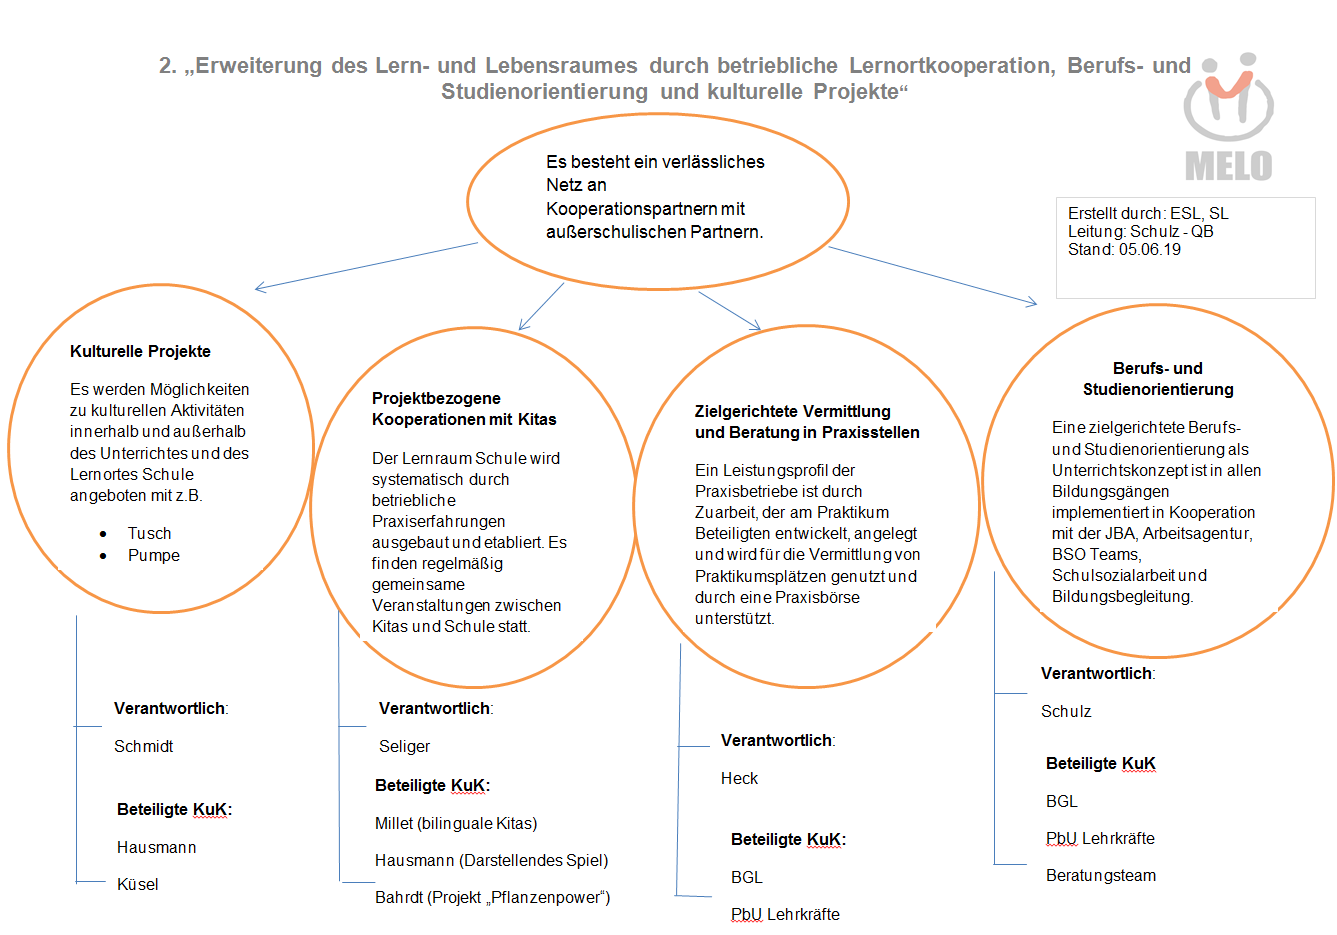 2. „Erweiterung des Lern- und Lebensraumes durch betriebliche Lernortkooperation, Berufs- und
Studienorientierung und kulturelle Projekte“
MELO
Es besteht ein verlässliches
Netz an
Kooperationspartnern mit
außerschulischen Partnern.
Erstellt durch: ESL, SL
Leitung: Schulz - QB
Stand: 05.06.19
Kulturelle Projekte
Es werden Möglichkeiten
zu kulturellen Aktivitäten
innerhalb und außerhalb
des Unterrichtes und des
Lernortes Schule
angeboten mit z.B.
• Tusch
• Pumpe
Verantwortlich:
Schmidt
Beteiligte KuK:
Hausmann
Küsel
Projektbezogene
Kooperationen mit Kitas
Der Lernraum Schule wird
systematisch durch
betriebliche
Praxiserfahrungen
ausgebaut und etabliert. Es
finden regelmäßig
gemeinsame
Veranstaltungen zwischen
Kitas und Schule statt.
Verantwortlich:
Seliger
Beteiligte KuK:
Millet (bilinguale Kitas)
Hausmann (Darstellendes Spiel)
Bahrdt (Projekt „Pflanzenpower“)
Zielgerichtete Vermittlung
und Beratung in Praxisstellen
Ein Leistungsprofil der
Praxisbetriebe ist durch
Zuarbeit, der am Praktikum
Beteiligten entwickelt, angelegt
und wird für die Vermittlung von
Praktikumsplätzen genutzt und
durch eine Praxisbörse
unterstützt.
Verantwortlich:
Heck
Beteiligte KuK:
BGL
PbU Lehrkräfte
Berufs- und
Studienorientierung
Eine zielgerichtete Berufs-
und Studienorientierung als
Unterrichtskonzept ist in allen
Bildungsgängen
implementiert in Kooperation
mit der JBA, Arbeitsagentur,
BSO Teams,
Schulsozialarbeit und
Bildungsbegleitung.
Verantwortlich:
Schulz
Beteiligte KuK
BGL
PbU Lehrkräfte
Beratungsteam